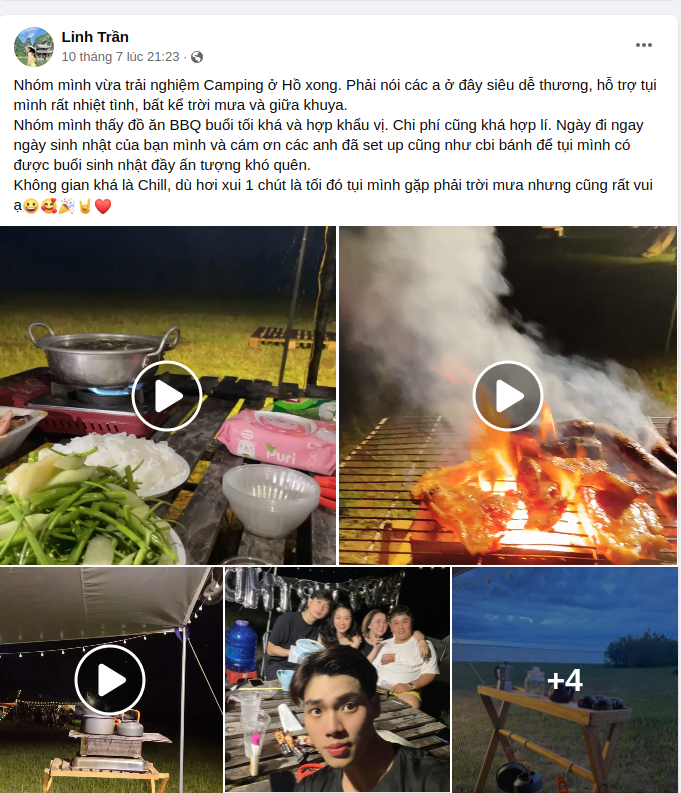 Linh Trần
10 tháng 7 lúc 21:23 ·
Nhóm mình vừa trải nghiệm Camping ở Hồ xong. Phải nói các a ở đây siêu dễ thương, hỗ trợ tụi
mình rất nhiệt tình, bất kể trời mưa và giữa khuya.
Nhóm mình thấy đồ ăn BBQ buổi tối khá và hợp khẩu vị. Chi phí cũng khá hợp lí. Ngày đi ngay
ngày sinh nhật của bạn mình và cám ơn các anh đã set up cũng như cbi bánh để tụi mình có
được buổi sinh nhật đầy ấn tượng khó quên.
Không gian khá là Chill, dù hơi xui 1 chút là tối đó tụi mình gặp phải trời mưa nhưng cũng rất vui
ạ😀🥰🎉🤘❤️
Puri
+4